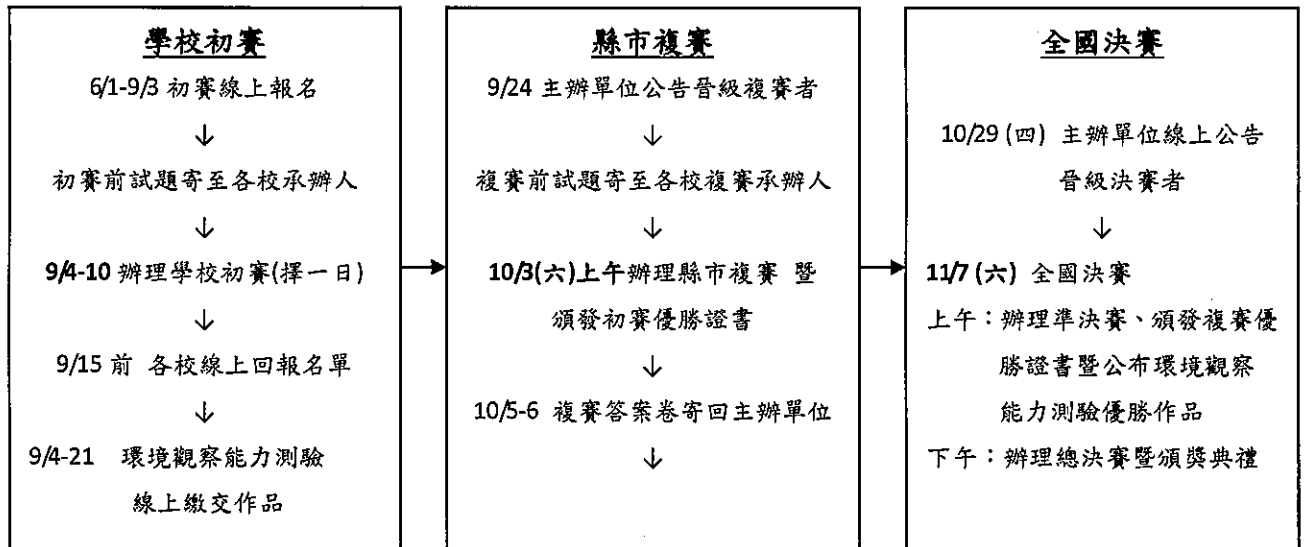 學校初賽
6/1-9/3 初賽線上報名
↓
初賽前試題寄至各校承辦人
↓
9/4-10 辦理學校初賽(擇一日)
↓
9/15 前 各校線上回報名單
↓
9/4-21 環境觀察能力測驗
線上繳交作品
縣市複賽
9/24 主辦單位公告晉級複賽者
↓
複賽前試題寄至各校複賽承辦人
↓
10/3(六)上午辦理縣市複賽 暨
頒發初賽優勝證書
↓
10/5-6 複賽答案卷寄回主辦單位
↓
全國決賽
10/29 (四) 主辦單位線上公告
晉級決賽者
↓
11/7 (六) 全國決賽
上午：辦理準決賽、頒發複賽優
勝證書暨公布環境觀察
能力測驗優勝作品
下午：辦理總決賽暨頒獎典禮